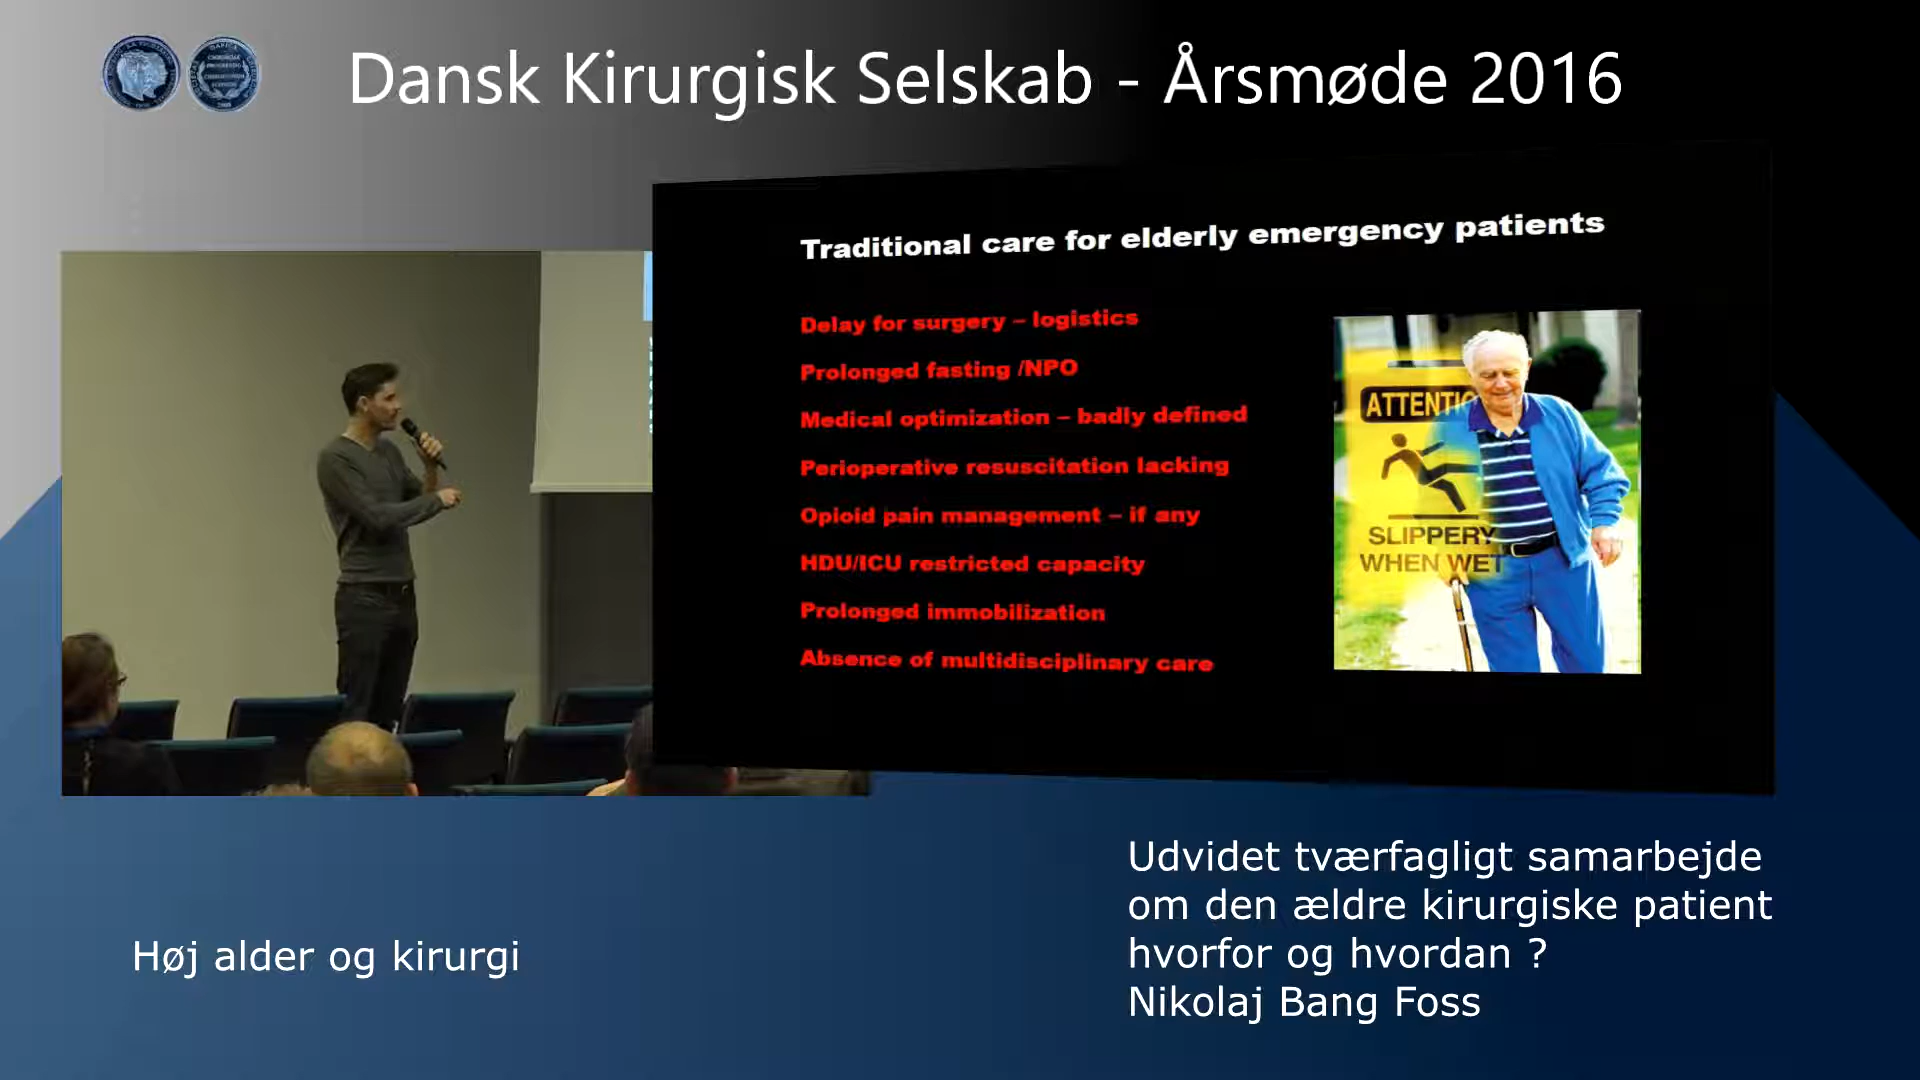 Dansk Kirurgisk Selskab - Årsmøde 2016
Traditional care for elderly emergency patients
Delay for surgery – logistics
Prolonged fasting /NPO
Medical optimization – badly defined
Perioperative resuscitation lacking
Opioid pain management – if any
HDU/ICU restricted capacity
Prolonged immobilization
Absence of multidisciplinary care
SLIPPERY
WHEN WET
Høj alder og kirurgi
Udvidet tværfagligt samarbejde
om den ældre kirurgiske patient
hvorfor og hvordan ?
Nikolaj Bang Foss